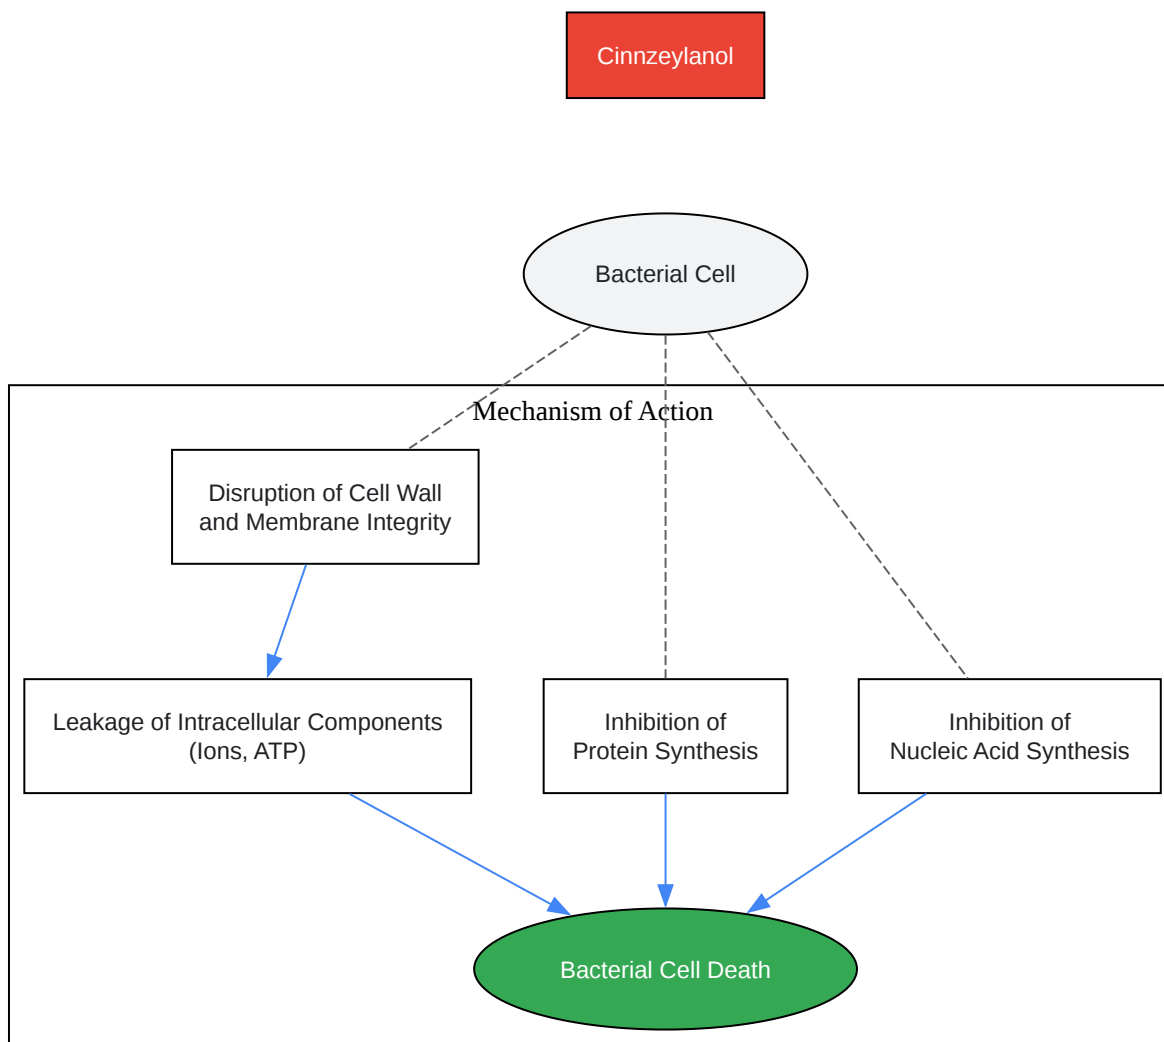 Cinnzeylanol
Bacterial Cell
Mechanism of Action
Disruption of Cell Wall
and Membrane Integrity
Leakage of Intracellular Components
(Ions, ATP)
Inhibition of
Protein Synthesis
Inhibition of
Nucleic Acid Synthesis
Bacterial Cell Death